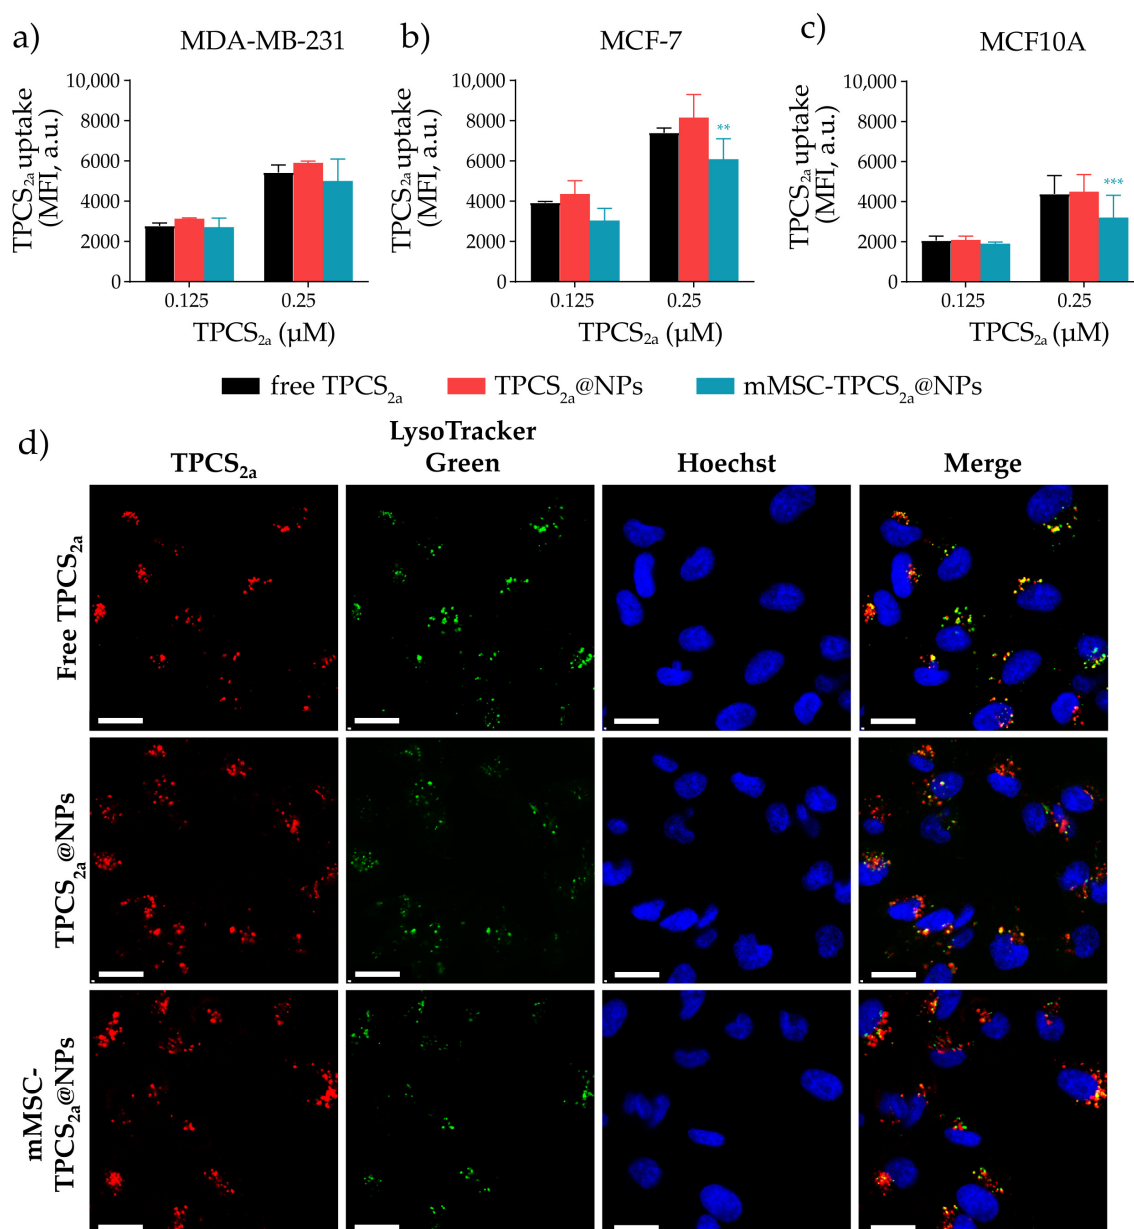 a) MDA-MB-231
TPCS2a uptake
(MFI, a.u.)
10,000
8000
6000
4000
2000
0
0.125 0.25
TPCS2a (µM)
b) MCF-7
TPCS2a uptake
(MFI, a.u.)
10,000
8000
6000
4000
2000
0
**
0.125 0.25
TPCS2a (µM)
c) MCF10A
TPCS2a uptake
(MFI, a.u.)
10,000
8000
6000
4000
2000
0
***
0.125 0.25
TPCS2a (µM)
free TPCS2a TPCS2a@NPs mMSC-TPCS2a@NPs
d)
TPCS2a
LysoTracker
Green
Hoechst
Merge
Free TPCS2a
TPCS2a@NPs
mMSC-
TPCS2a@NPs